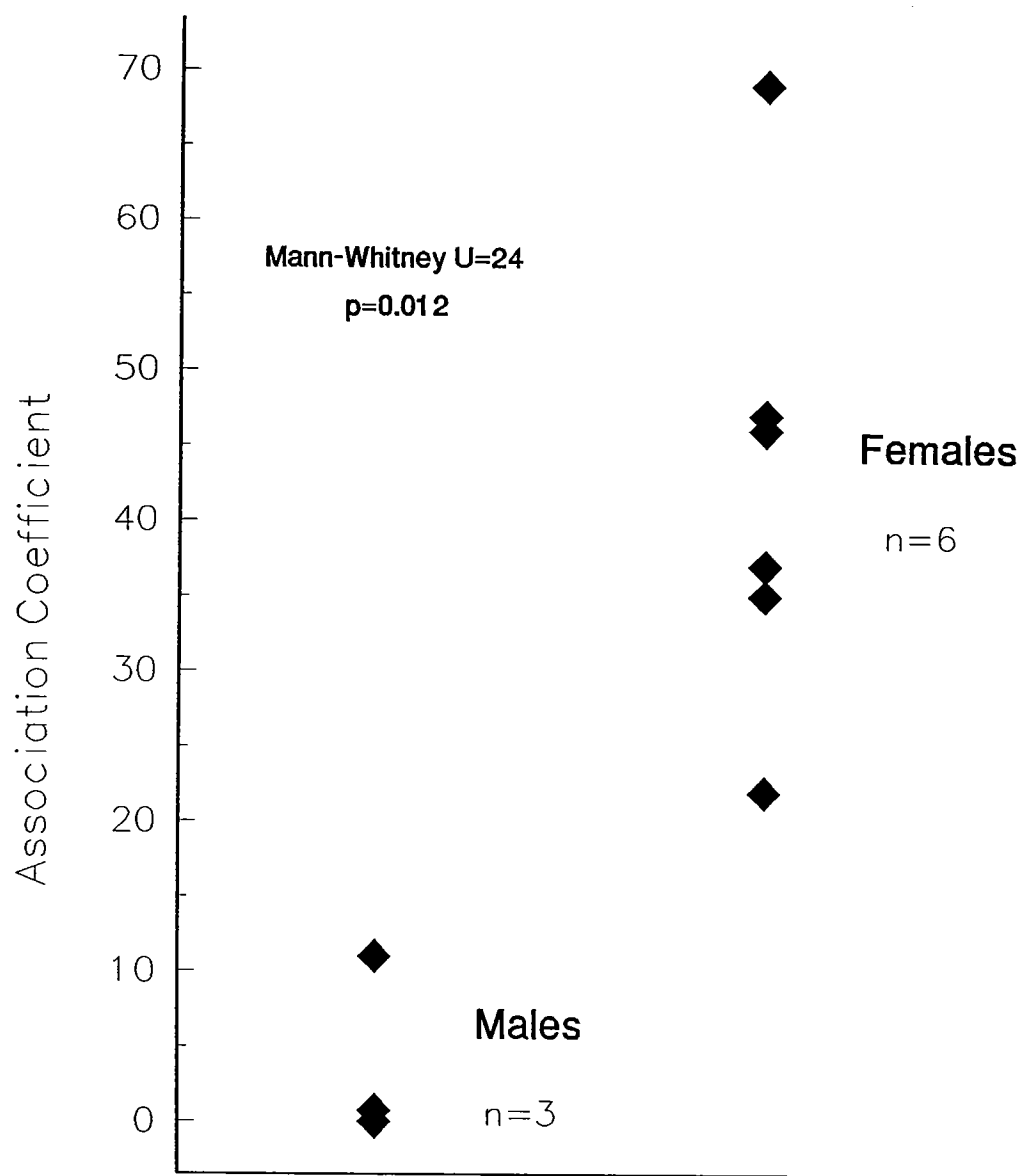 70
60
Mann-Whitney U=24
p=0.012
50
Females
40
n=6
Association Coefficient
30
20
10
Males
n=3
0